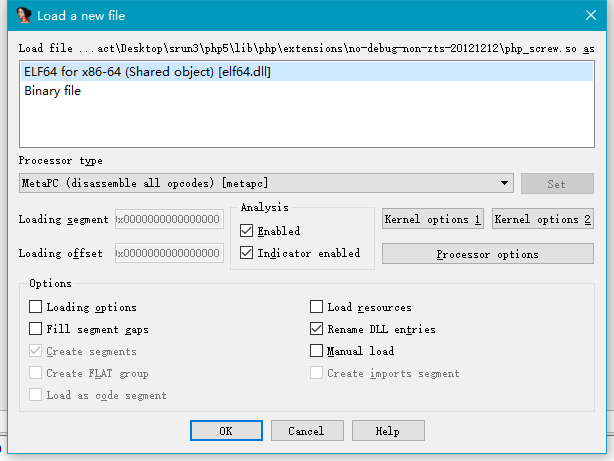 Load a new file
Load file ...act\Desktop\srun3\php5\lib\php\extensions\no-debug-non-zts-20121212\php_screw.so as
ELF64 for x86-64 (Shared object) [elf64.dll]
Binary file
Processor type
MetaPC (disassemble all opcodes) [metapc]
Set
Loading segment
0x0000000000000000
Loading offset
0x0000000000000000
Analysis
Enabled
Indicator enabled
Kernel options 1
Kernel options 2
Processor options
Options
Loading options
Fill segment gaps
Create segments
Create FLAT group
Load as code segment
Load resources
Rename DLL entries
Manual load
Create imports segment
OK
Cancel
Help